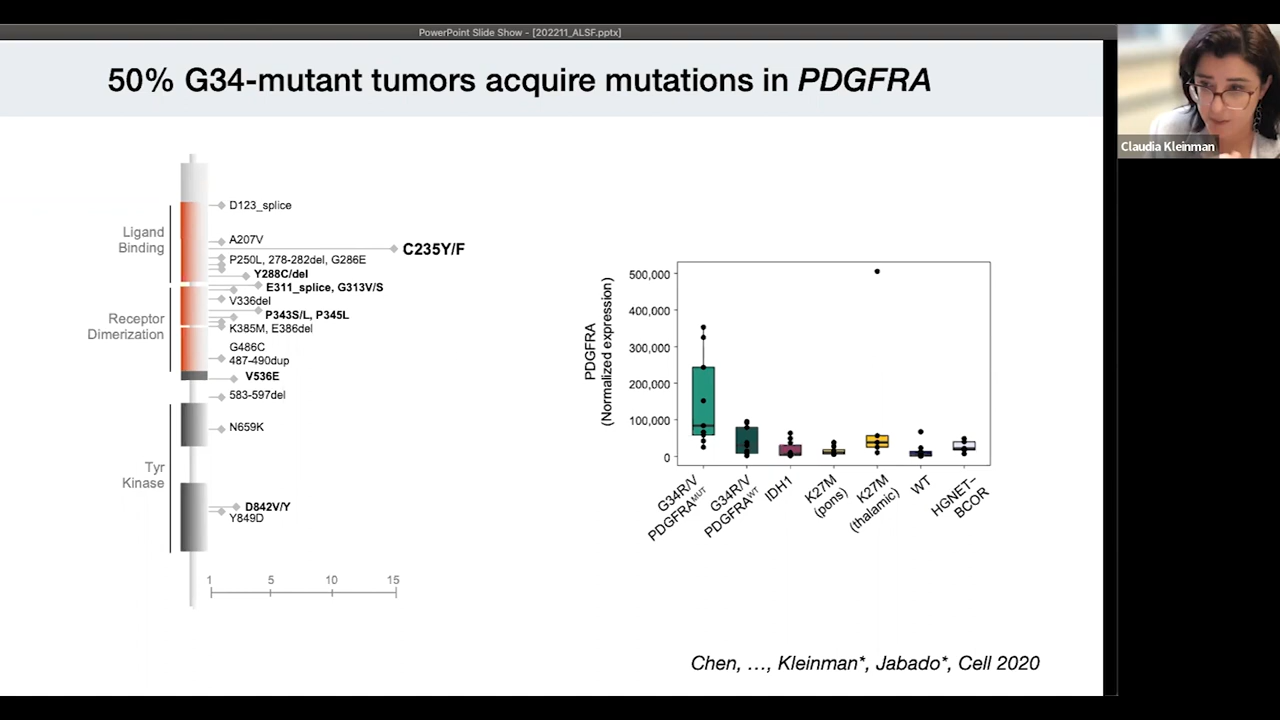 PowerPoint Slide Show - [202211_ALSF.pptx]
50% G34-mutant tumors acquire mutations in PDGFRA
Claudia Kleinman
Ligand
Binding
Receptor
Dimerization
Tyr
Kinase
D123_splice
A207V
C235Y/F
P250L, 278-282del, G286E
Y288C/del
E311_splice, G313V/S
V336del
P343S/L, P345L
K385M, E386del
G486C
487-490dup
V536E
583-597del
N659K
D842V/Y
Y849D
1 5 10 15
PDGFRA
(Normalized expression)
500,000
400,000
300,000
200,000
100,000
0
G34R/V
PDGFRAᴹᵁᵀ
G34R/V
PDGFRAᵂᵀ
IDH1
K27M
(pons)
K27M
(thalamic)
WT
HGNET–
BCOR
Chen, …, Kleinman*, Jabado*, Cell 2020